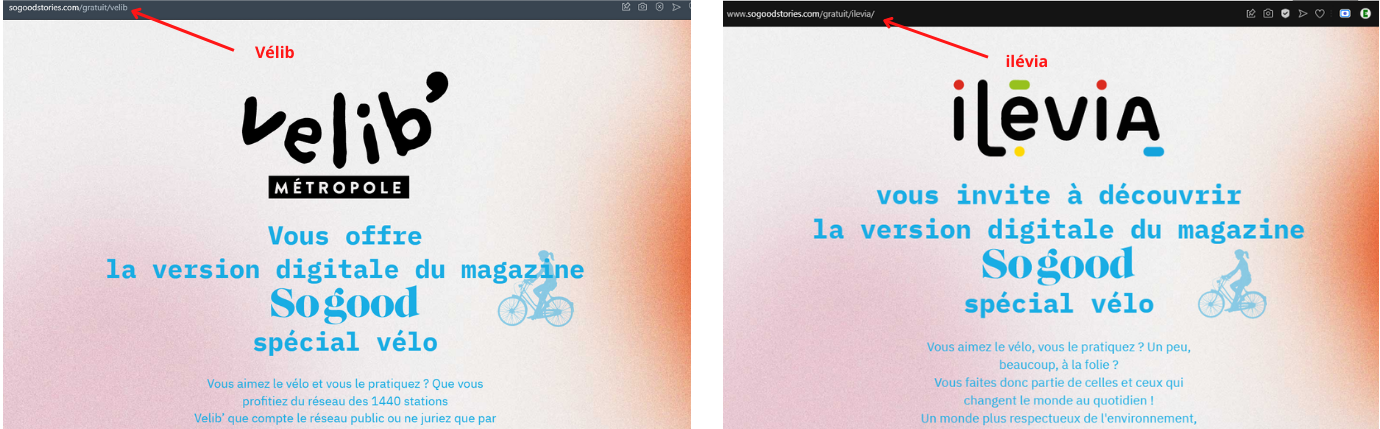 sogoodstories.com/gratuit/velib
Vélib
velib'
MÉTROPOLE
Vous offre
la version digitale du magazine
So good
spécial vélo
Vous aimez le vélo et vous le pratiquez ? Que vous
profitiez du réseau des 1440 stations
Velib' que compte le réseau public ou ne juriez que par
www.sogoodstories.com/gratuit/ilevia/
ilévia
ilévia
vous invite à découvrir
la version digitale du magazine
So good
spécial vélo
Vous aimez le vélo, vous le pratiquez ? Un peu,
beaucoup, à la folie ?
Vous faites donc partie de celles et ceux qui
changent le monde au quotidien !
Un monde plus respectueux de l'environnement,